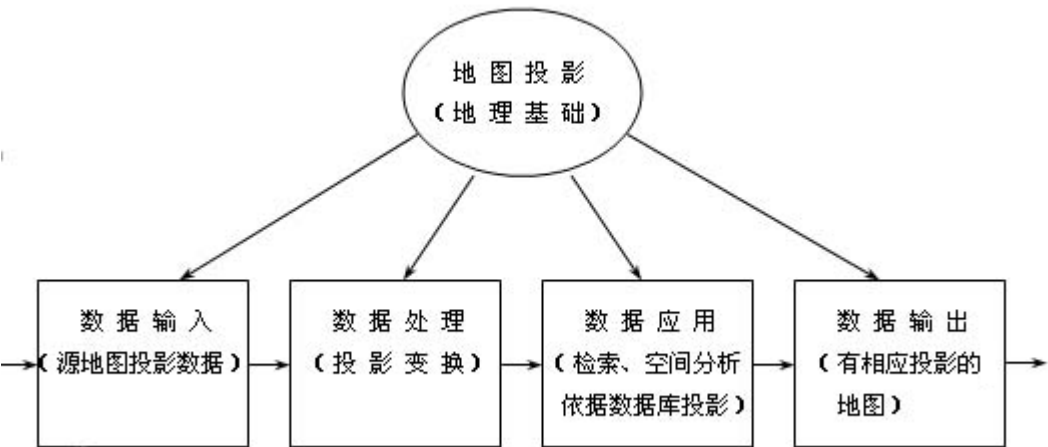 地图投影
（地理基础）
数据输入
（源地图投影数据）
数据处理
（投影变换）
数据应用
（检索、空间分析
依据数据库投影）
数据输出
（有相应投影的
地图）